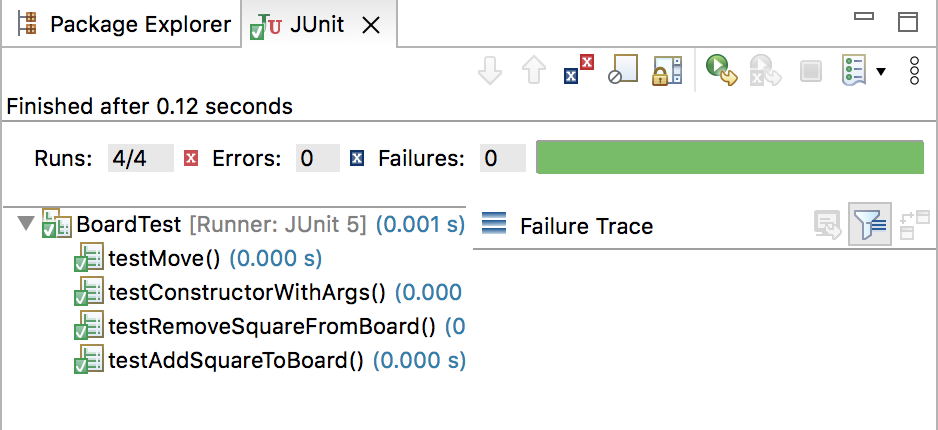 Package Explorer JUnit
Finished after 0.12 seconds
Runs: 4/4 Errors: 0 Failures: 0
BoardTest [Runner: JUnit 5] (0.001 s)
Failure Trace
testMove() (0.000 s)
testConstructorWithArgs() (0.000
testRemoveSquareFromBoard() (0
testAddSquareToBoard() (0.000 s)